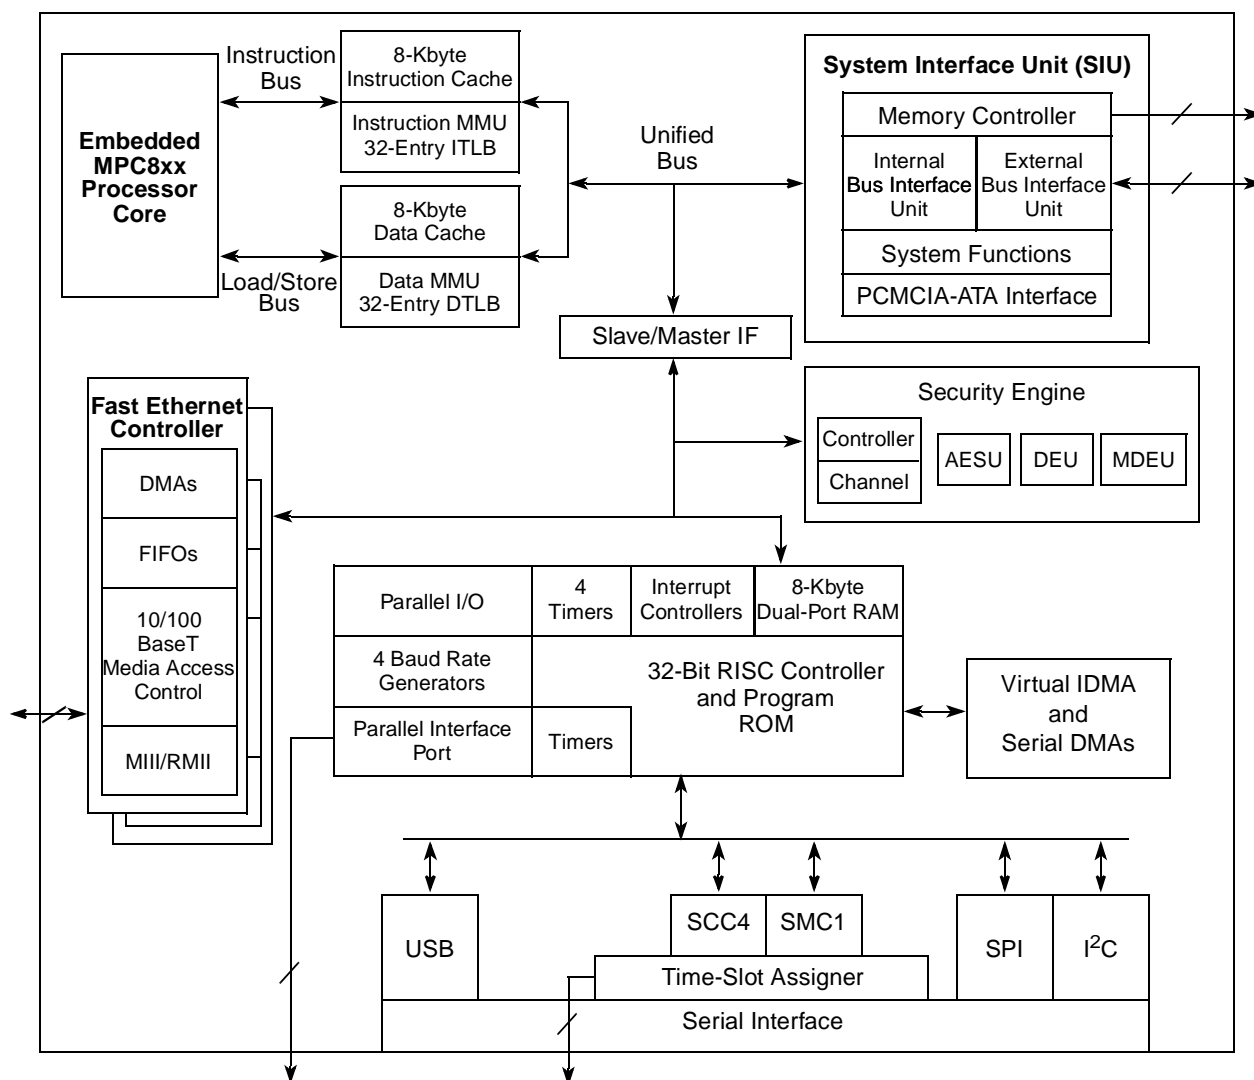 Instruction
Bus
8-Kbyte
Instruction Cache
Instruction MMU
32-Entry ITLB
Embedded
MPC8xx
Processor
Core
8-Kbyte
Data Cache
Data MMU
32-Entry DTLB
Load/Store
Bus
Unified
Bus
System Interface Unit (SIU)
Memory Controller
Internal
Bus Interface
Unit
External
Bus Interface
Unit
System Functions
PCMCIA-ATA Interface
Slave/Master IF
Security Engine
Controller
Channel
AESU
DEU
MDEU
Fast Ethernet
Controller
DMAs
FIFOs
10/100
BaseT
Media Access
Control
MIII/RMII
Parallel I/O
4
Timers
Interrupt
Controllers
8-Kbyte
Dual-Port RAM
4 Baud Rate
Generators
32-Bit RISC Controller
and Program
ROM
Parallel Interface
Port
Timers
Virtual IDMA
and
Serial DMAs
USB
SCC4
SMC1
SPI
I²C
Time-Slot Assigner
Serial Interface